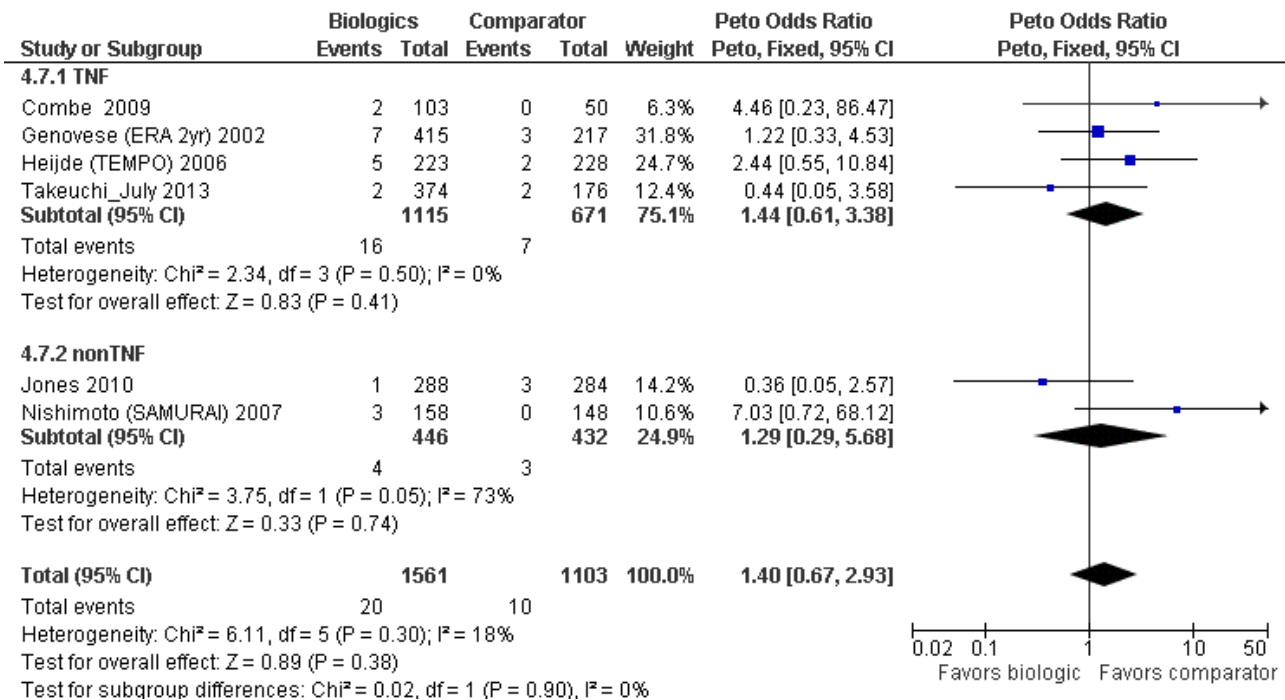 Biologics Comparator Peto Odds Ratio Peto Odds Ratio
Study or Subgroup Events Total Events Total Weight Peto, Fixed, 95% CI Peto, Fixed, 95% CI
4.7.1 TNF
Combe 2009 2 103 0 50 6.3% 4.46 [0.23, 86.47]
Genovese (ERA 2yr) 2002 7 415 3 217 31.8% 1.22 [0.33, 4.53]
Heijde (TEMPO) 2006 5 223 2 228 24.7% 2.44 [0.55, 10.84]
Takeuchi_July 2013 2 374 2 176 12.4% 0.44 [0.05, 3.58]
Subtotal (95% CI) 1115 671 75.1% 1.44 [0.61, 3.38]
Total events 16 7
Heterogeneity: Chi² = 2.34, df = 3 (P = 0.50); I² = 0%
Test for overall effect: Z = 0.83 (P = 0.41)
4.7.2 nonTNF
Jones 2010 1 288 3 284 14.2% 0.36 [0.05, 2.57]
Nishimoto (SAMURAI) 2007 3 158 0 148 10.6% 7.03 [0.72, 68.12]
Subtotal (95% CI) 446 432 24.9% 1.29 [0.29, 5.68]
Total events 4 3
Heterogeneity: Chi² = 3.75, df = 1 (P = 0.05); I² = 73%
Test for overall effect: Z = 0.33 (P = 0.74)
Total (95% CI) 1561 1103 100.0% 1.40 [0.67, 2.93]
Total events 20 10
Heterogeneity: Chi² = 6.11, df = 5 (P = 0.30); I² = 18%
Test for overall effect: Z = 0.89 (P = 0.38)
Test for subgroup differences: Chi² = 0.02, df = 1 (P = 0.90), I² = 0%
0.02 0.1 1 10 50
Favors biologic Favors comparator